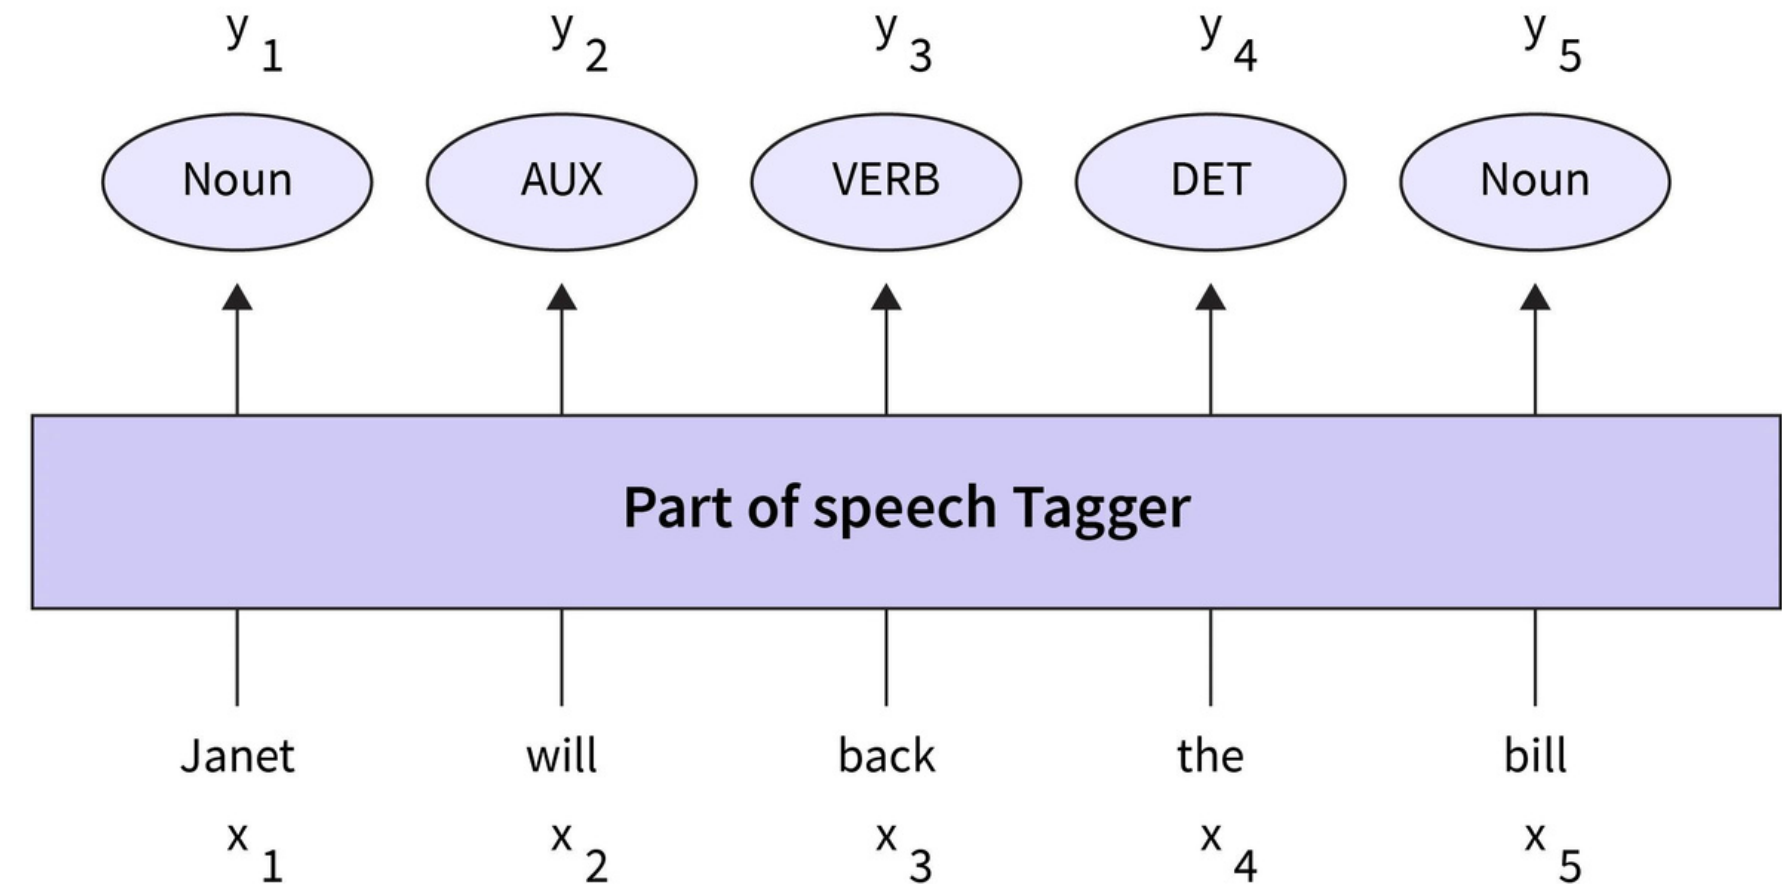 y 1 y 2 y 3 y 4 y 5
Noun AUX VERB DET Noun
Part of speech Tagger
Janet will back the bill
x 1 x 2 x 3 x 4 x 5